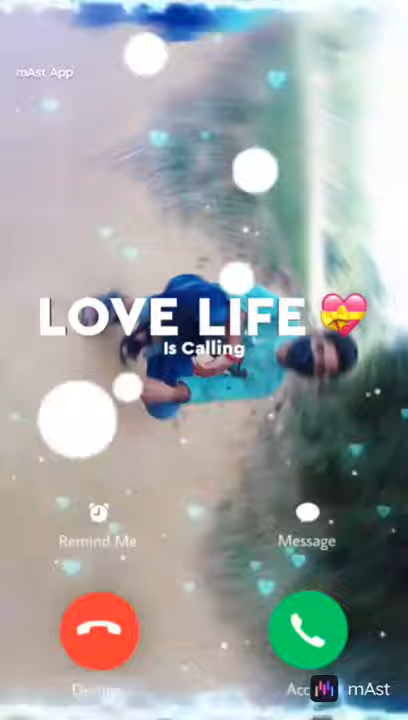 mAst App
LOVE LIFE 💝
Is Calling
Remind Me
Message
mAst